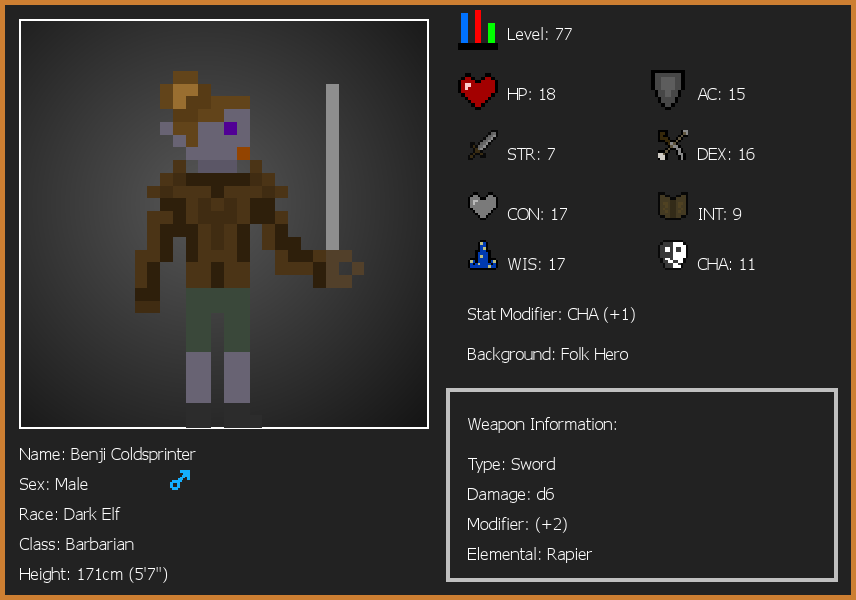 Level: 77
HP: 18
AC: 15
STR: 7
DEX: 16
CON: 17
INT: 9
WIS: 17
CHA: 11
Stat Modifier: CHA (+1)
Background: Folk Hero
Weapon Information:
Type: Sword
Damage: d6
Modifier: (+2)
Elemental: Rapier
Name: Benji Coldsprinter
Sex: Male
Race: Dark Elf
Class: Barbarian
Height: 171cm (5'7")